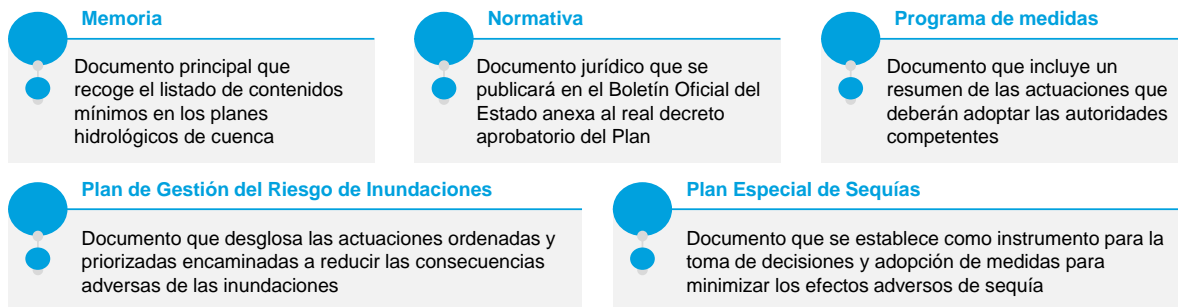 Memoria
Documento principal que
recoge el listado de contenidos
mínimos en los planes
hidrológicos de cuenca
Normativa
Documento jurídico que se
publicará en el Boletín Oficial del
Estado anexa al real decreto
aprobatorio del Plan
Programa de medidas
Documento que incluye un
resumen de las actuaciones que
deberán adoptar las autoridades
competentes
Plan de Gestión del Riesgo de Inundaciones
Documento que desglosa las actuaciones ordenadas y
priorizadas encaminadas a reducir las consecuencias
adversas de las inundaciones
Plan Especial de Sequías
Documento que se establece como instrumento para la
toma de decisiones y adopción de medidas para
minimizar los efectos adversos de sequía